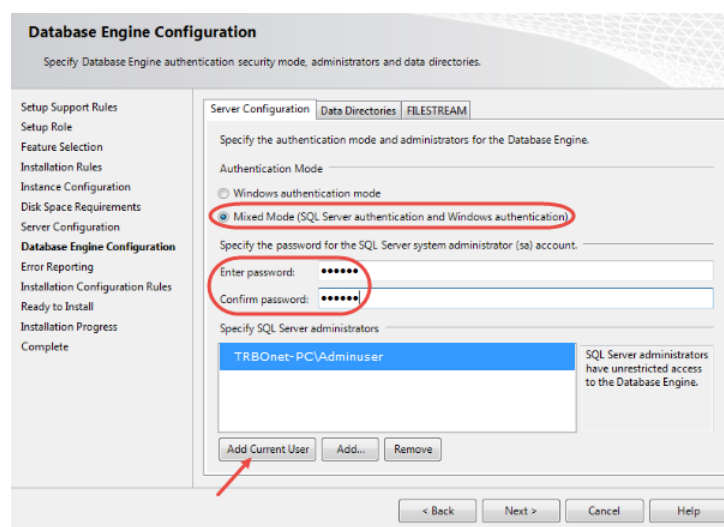 Database Engine Configuration
Specify Database Engine authentication security mode, administrators and data directories.
Setup Support Rules
Setup Role
Feature Selection
Installation Rules
Instance Configuration
Disk Space Requirements
Server Configuration
Database Engine Configuration
Error Reporting
Installation Configuration Rules
Ready to Install
Installation Progress
Complete
Server Configuration Data Directories FILESTREAM
Specify the authentication mode and administrators for the Database Engine.
Authentication Mode
Windows authentication mode
Mixed Mode (SQL Server authentication and Windows authentication)
Specify the password for the SQL Server system administrator (sa) account.
Enter password: ●●●●●●
Confirm password: ●●●●●●
Specify SQL Server administrators
TRBOnet-PC\Adminuser
SQL Server administrators
have unrestricted access
to the Database Engine.
Add Current User Add... Remove
< Back Next > Cancel Help